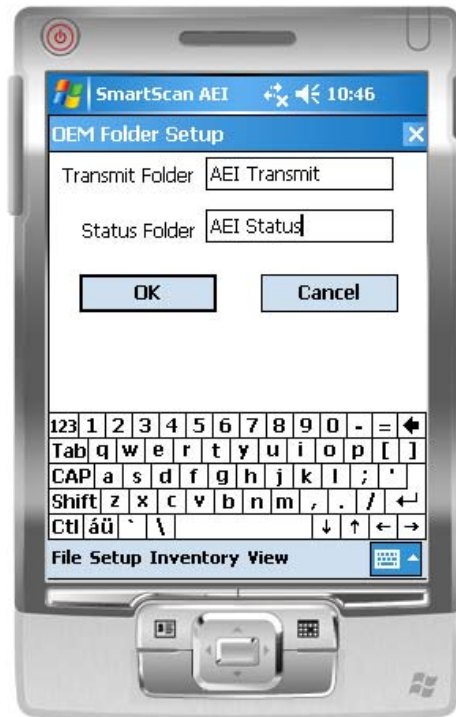 SmartScan AEI 10:46
OEM Folder Setup
Transmit Folder AEI Transmit
Status Folder AEI Status
OK Cancel
123 1 2 3 4 5 6 7 8 9 0 - =
Tab q w e r t y u i o p [ ]
CAP a s d f g h j k l ; '
Shift z x c v b n m , . /
Ctl áü ` \
File Setup Inventory View